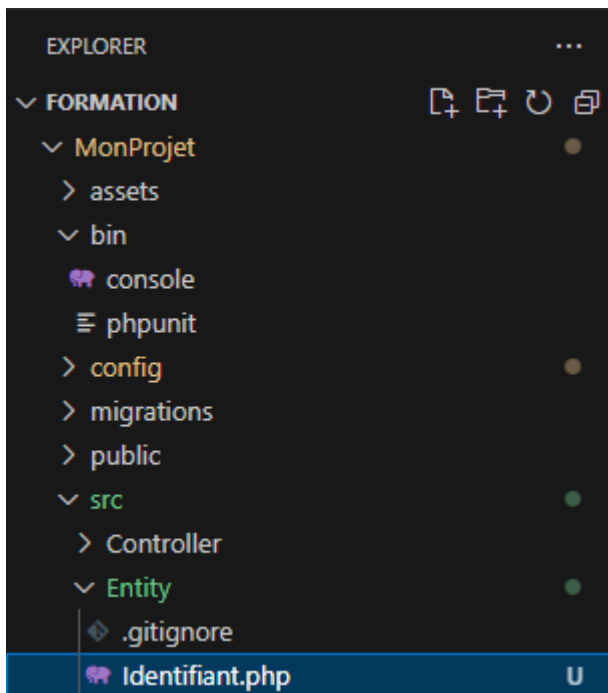 EXPLORER
FORMATION
MonProjet
assets
bin
console
phpunit
config
migrations
public
src
Controller
Entity
.gitignore
Identifiant.php U